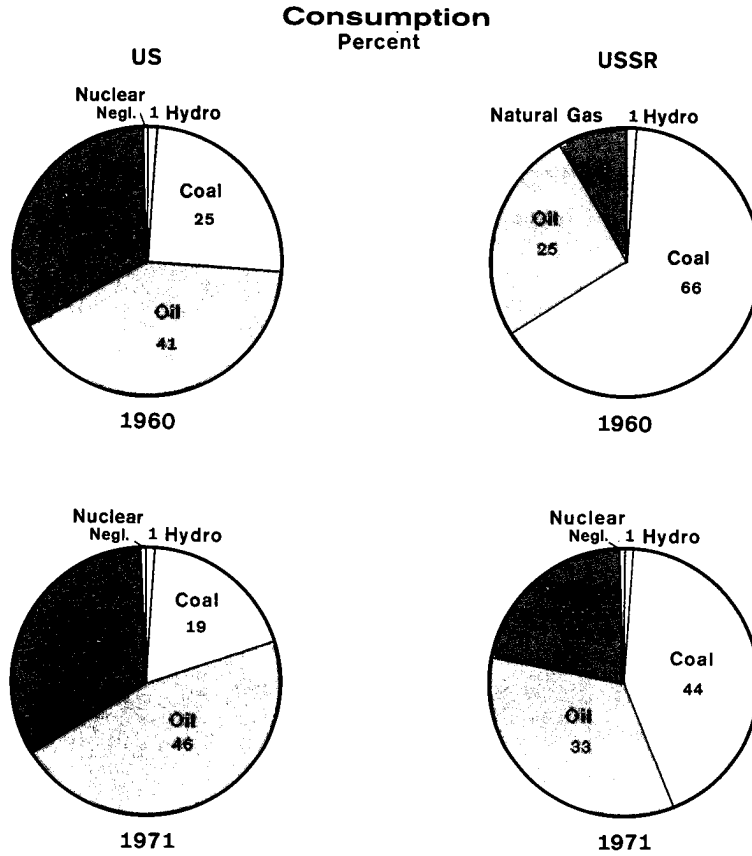 Consumption
Percent
US
Nuclear
Negl. 1 Hydro
Coal
25
Oil
41
1960
USSR
Natural Gas 1 Hydro
Oil
25
Coal
66
1960
Nuclear
Negl. 1 Hydro
Coal
19
Oil
46
1971
Nuclear
Negl. 1 Hydro
Coal
44
Oil
33
1971